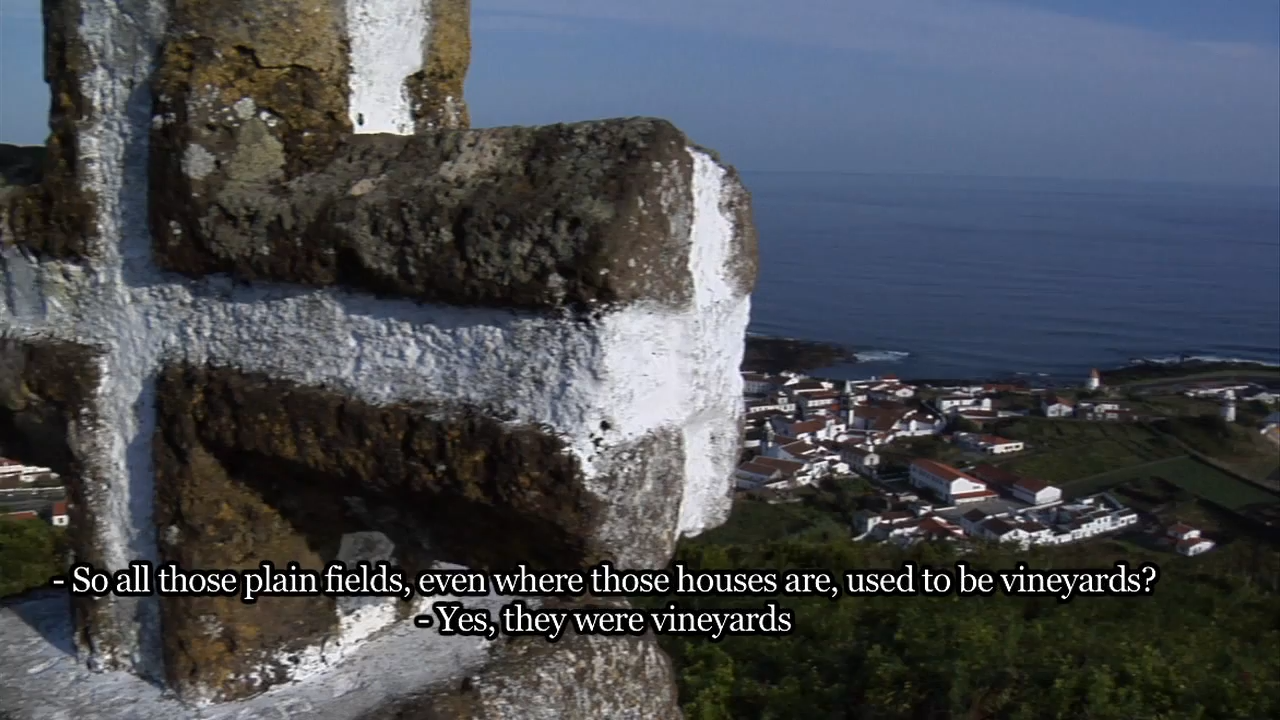 - So all those plain fields, even where those houses are, used to be vineyards?
- Yes, they were vineyards